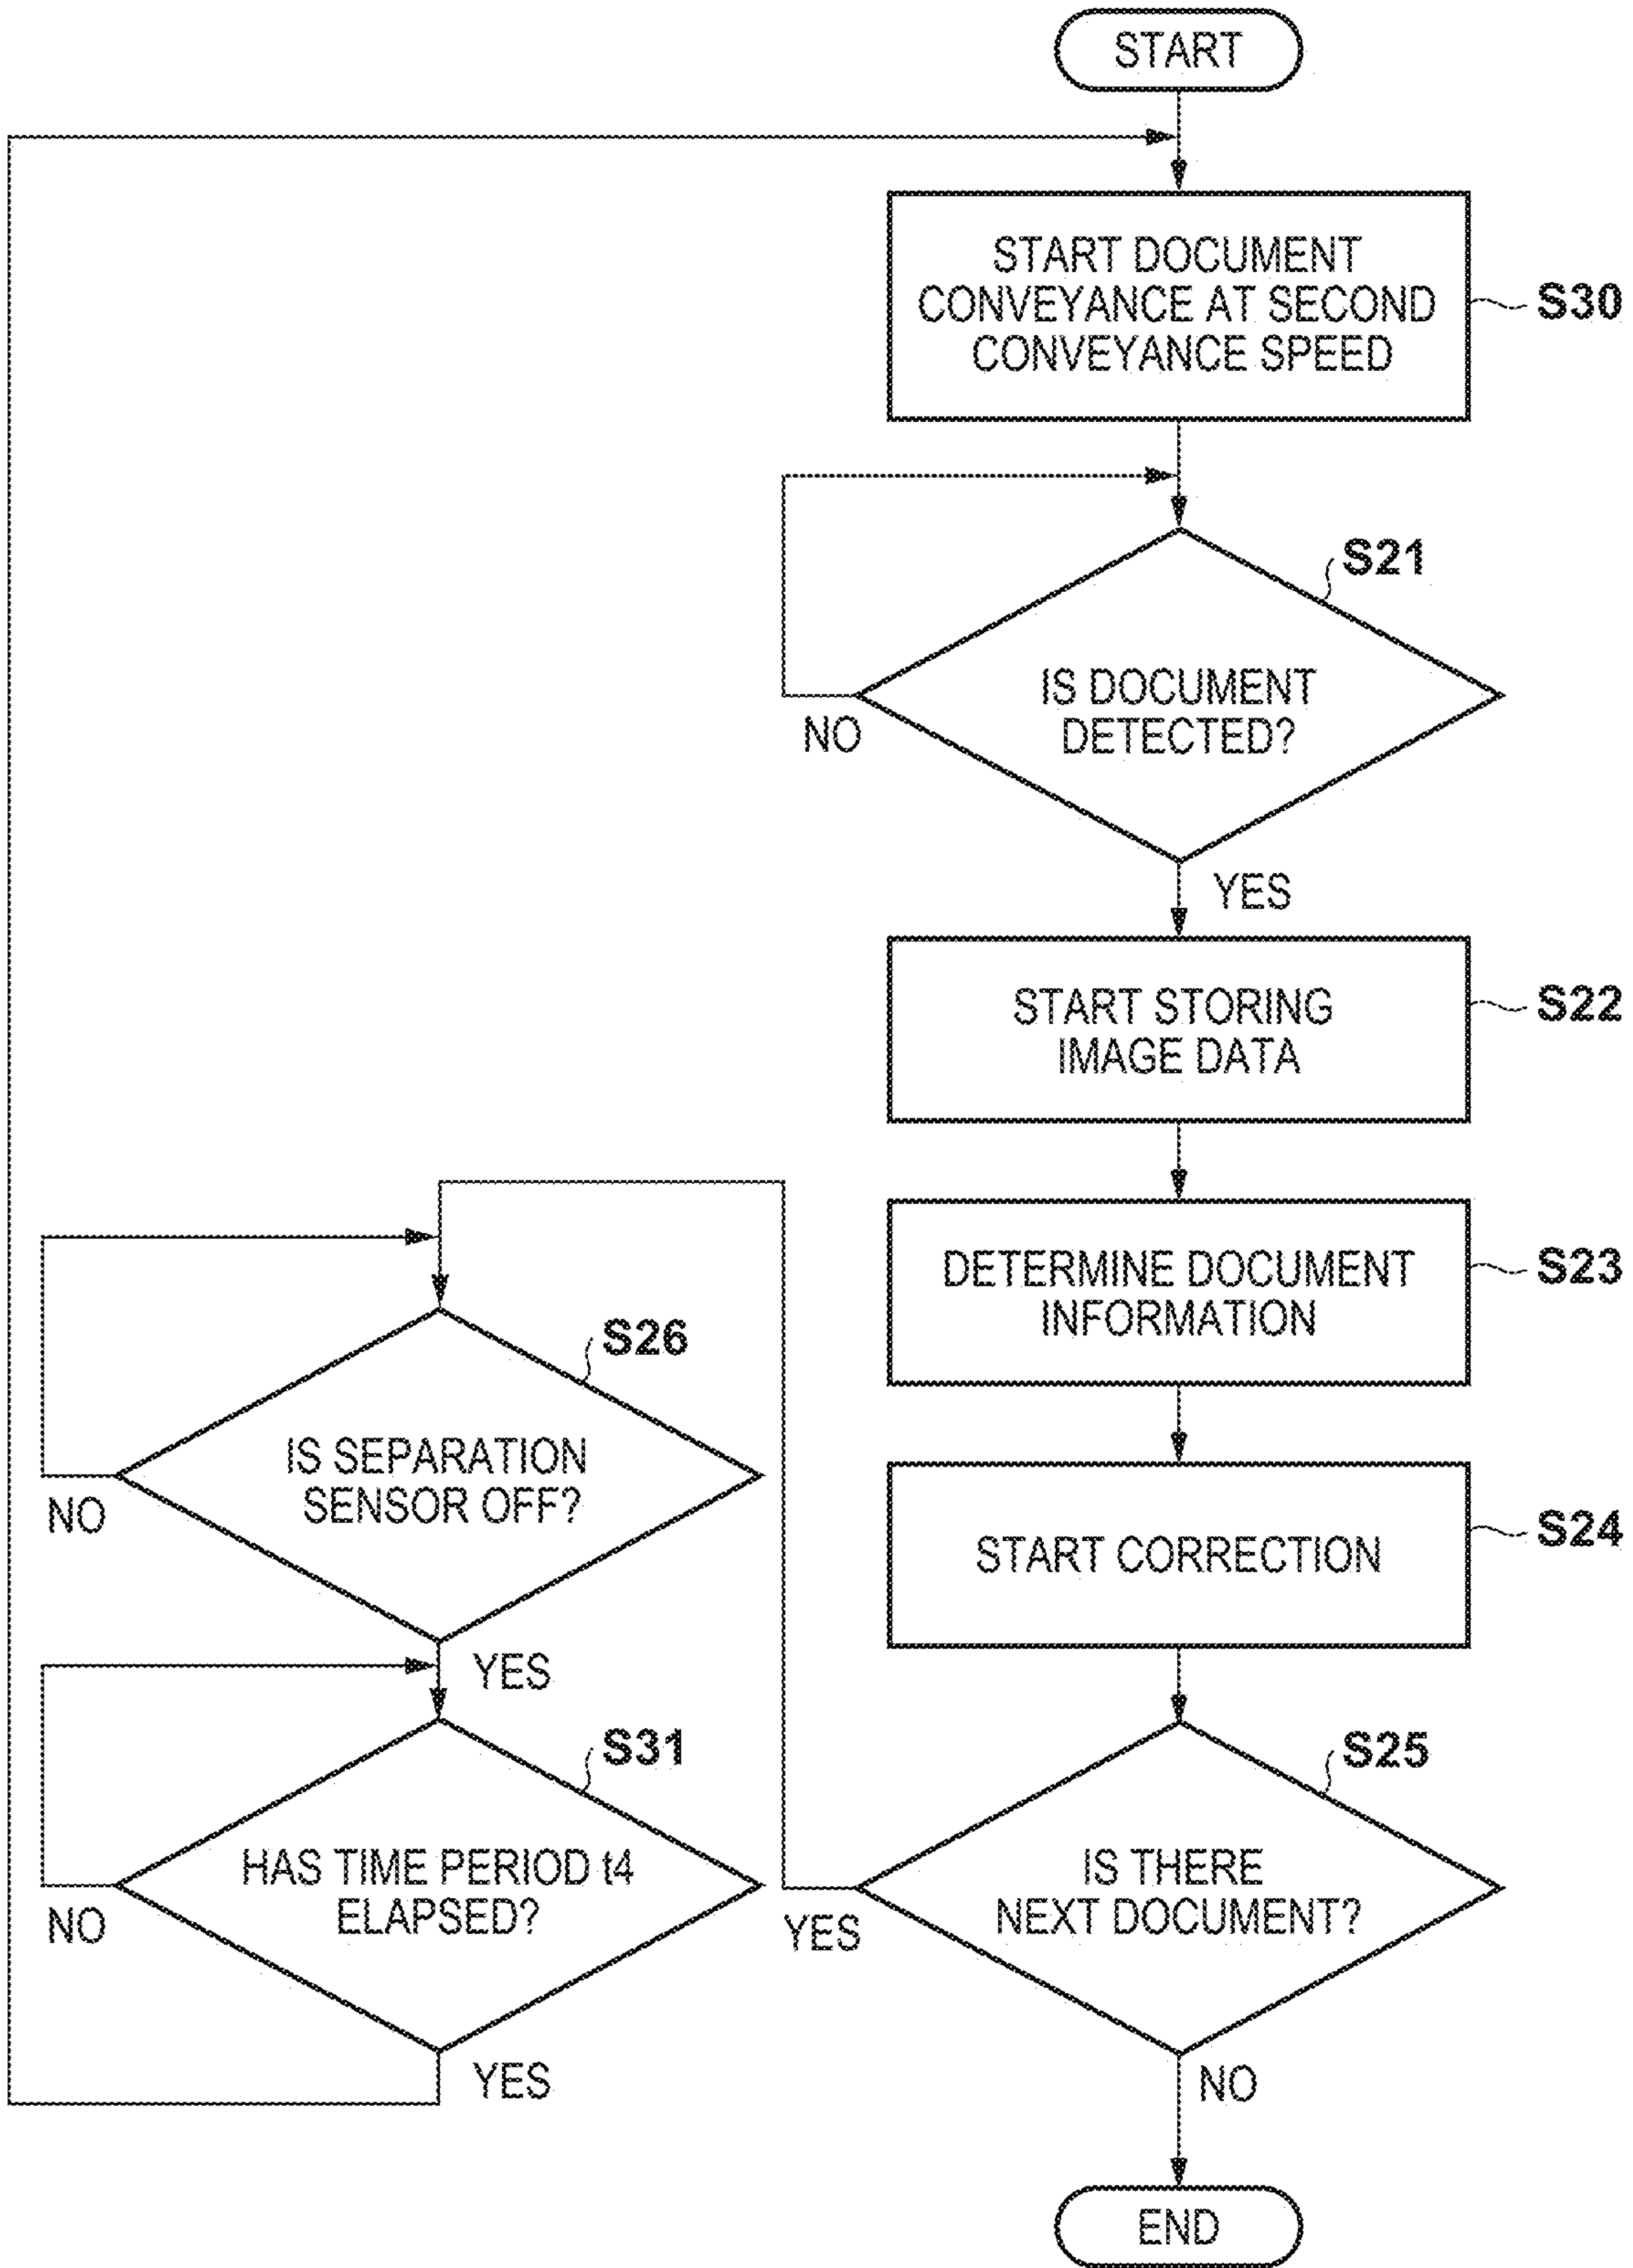 START
START DOCUMENT
CONVEYANCE AT SECOND
CONVEYANCE SPEED
S30
S21
IS DOCUMENT
DETECTED?
NO
YES
START STORING
IMAGE DATA
S22
DETERMINE DOCUMENT
INFORMATION
S23
START CORRECTION
S24
S25
IS THERE
NEXT DOCUMENT?
YES
NO
S26
IS SEPARATION
SENSOR OFF?
NO
YES
S31
HAS TIME PERIOD t4
ELAPSED?
NO
YES
END